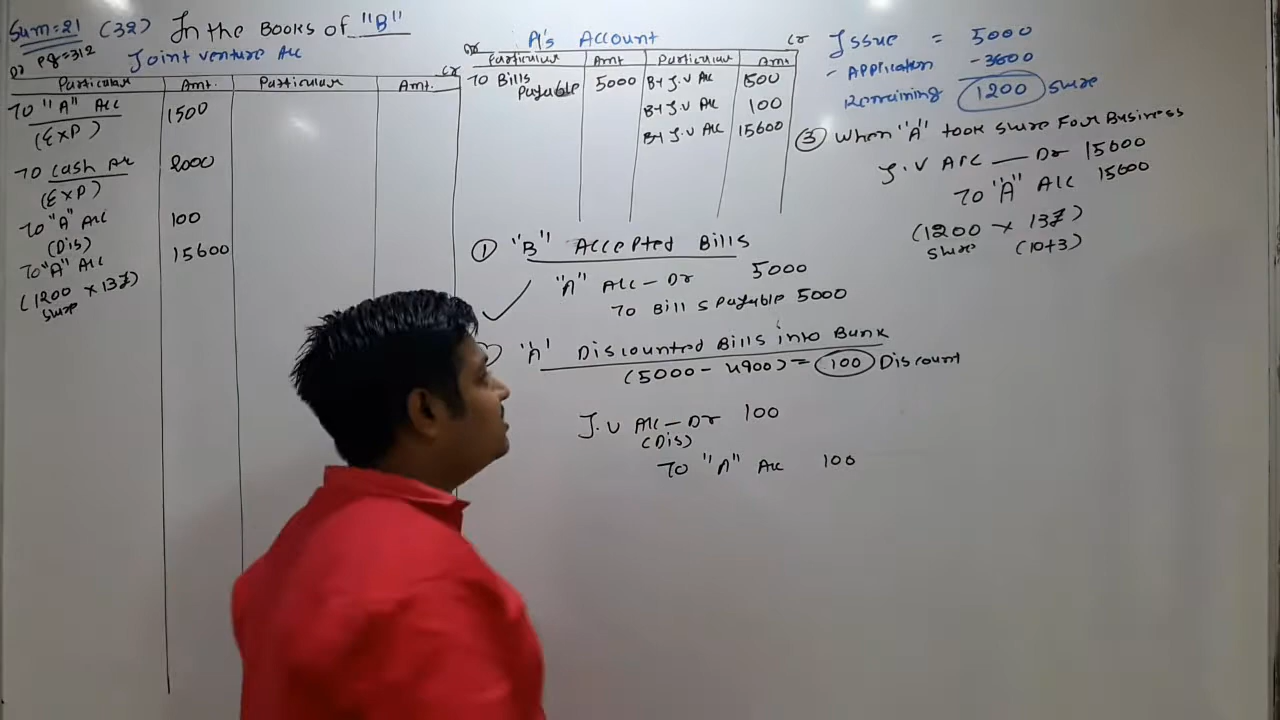 Sum=21 (32) In the Books of "B"
Pg=312
Joint venture A/c
Dr Cr
Particular Amt. Particular Amt.
To "A" A/c 1500
(Exp)
To cash A/c 2000
(Exp)
To "A" A/c 100
(Dis)
To "A" A/c 15600
(1200 x 13₹)
share
A's Account
Dr Cr
Particular Amt Particular Amt.
To Bills Payable 5000 By J.V A/c 1500
By J.V A/c 100
By J.V A/c 15600
① "B" Accepted Bills
"A" A/c - Dr 5000
To Bills Payable 5000
"A" Discounted Bills into Bank
(5000 - 4900) = 100 Discount
J.V A/c - Dr 100
(Dis)
To "A" A/c 100
Issue = 5000
- Application -3800
Remaining 1200 share
③ When "A" took share For Business
J.V A/c — Dr 15600
To "A" A/c 15600
(1200 x 13₹)
share (10+3)